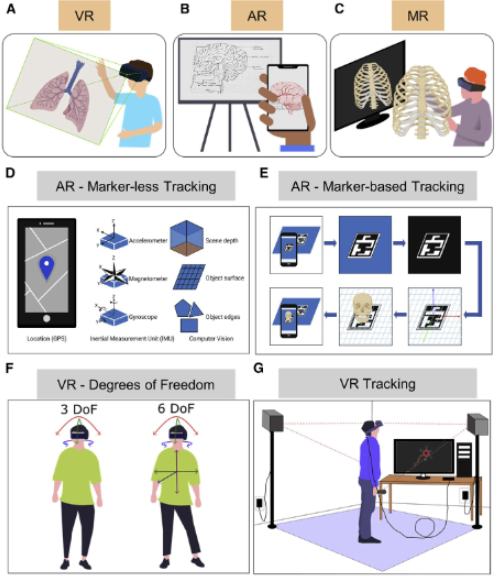 A
VR
B
AR
C
MR
D
AR - Marker-less Tracking
E
AR - Marker-based Tracking
Z
X
Y
Accelerometer
Scene depth
Magnetometer
Object surface
Z
X
Y
Gyroscope
Object edges
Location (GPS)
Inertial Measurement Unit (IMU)
Computer Vision
F
VR - Degrees of Freedom
G
VR Tracking
3 DoF
6 DoF